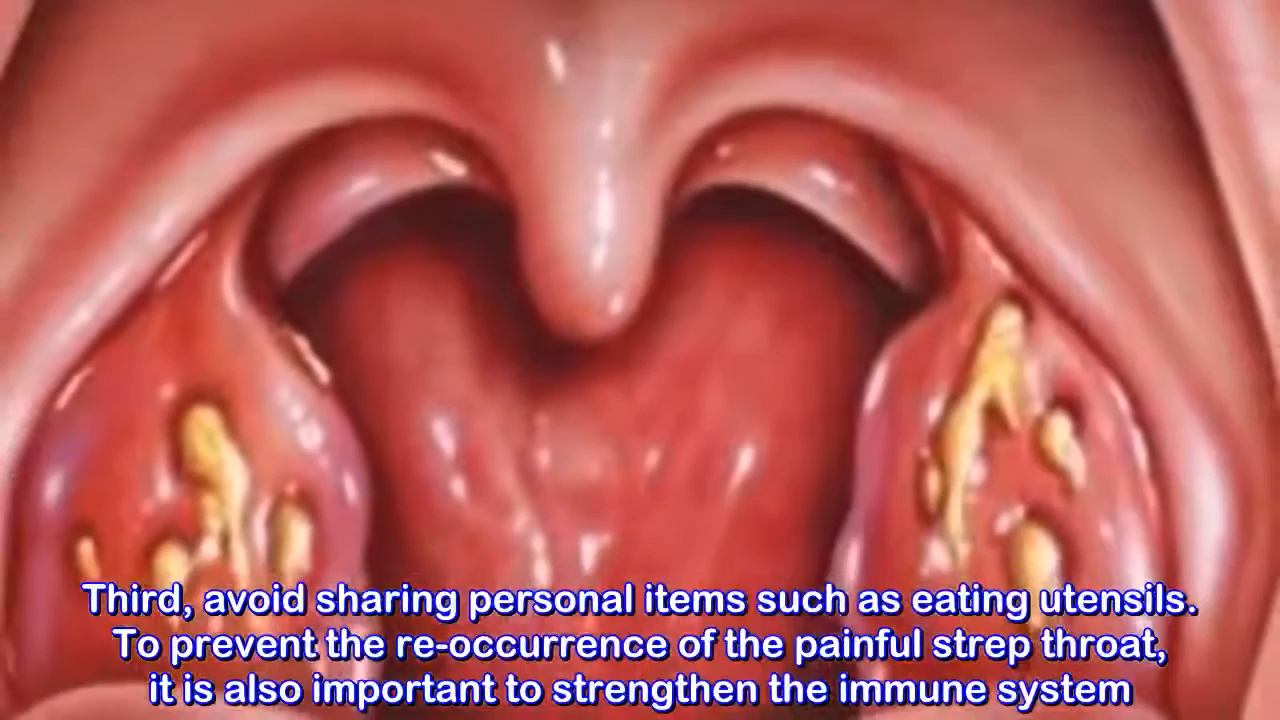 Third, avoid sharing personal items such as eating utensils.
To prevent the re-occurrence of the painful strep throat,
it is also important to strengthen the immune system